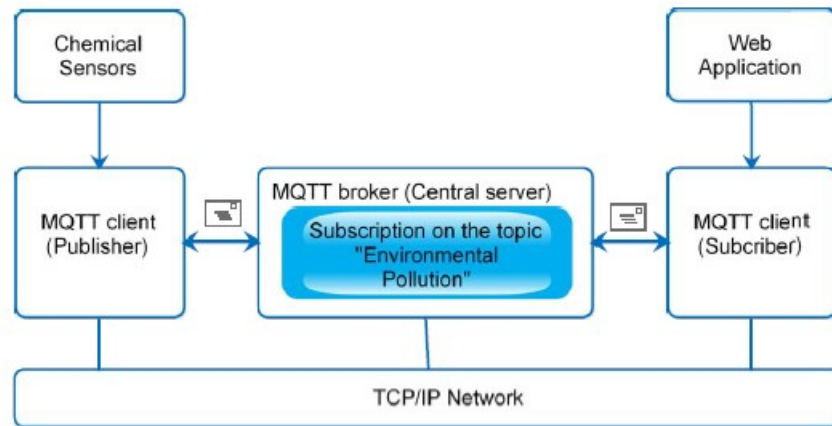 Chemical
Sensors
Web
Application
MQTT client
(Publisher)
MQTT broker (Central server)
Subscription on the topic
"Environmental
Pollution"
MQTT client
(Subcriber)
TCP/IP Network